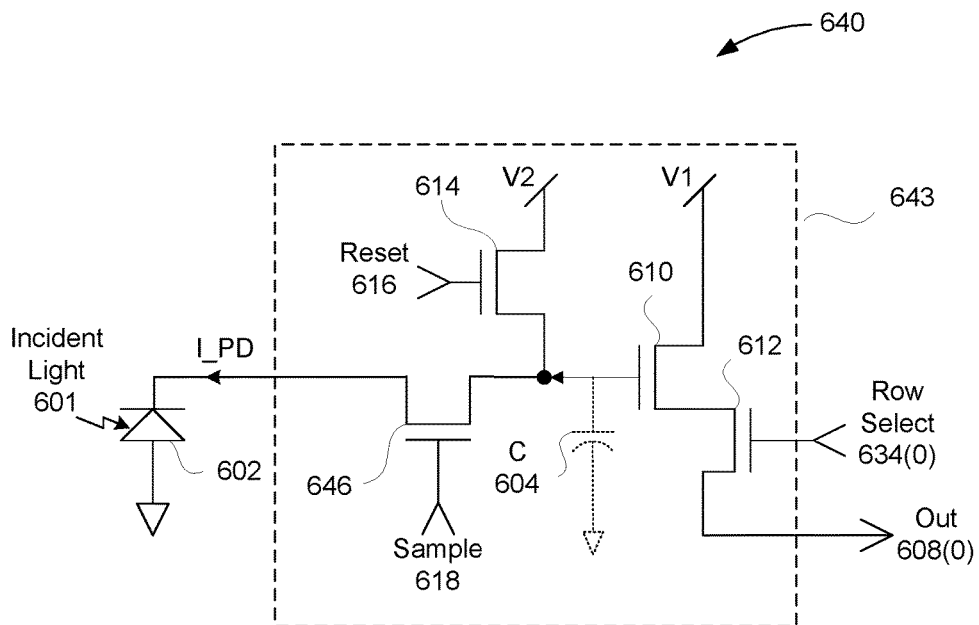 640
V2
V1
614
643
Reset
616
610
Incident
Light
601
I_PD
612
Row
Select
634(0)
602
646
C
604
Sample
618
Out
608(0)